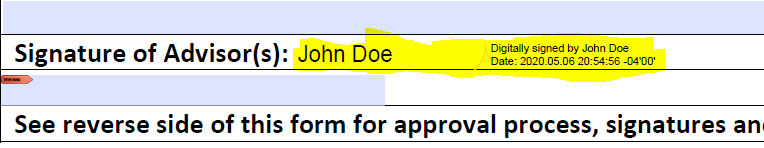 Signature of Advisor(s): John Doe
Digitally signed by John Doe
Date: 2020.05.06 20:54:56 -04'00'
See reverse side of this form for approval process, signatures an